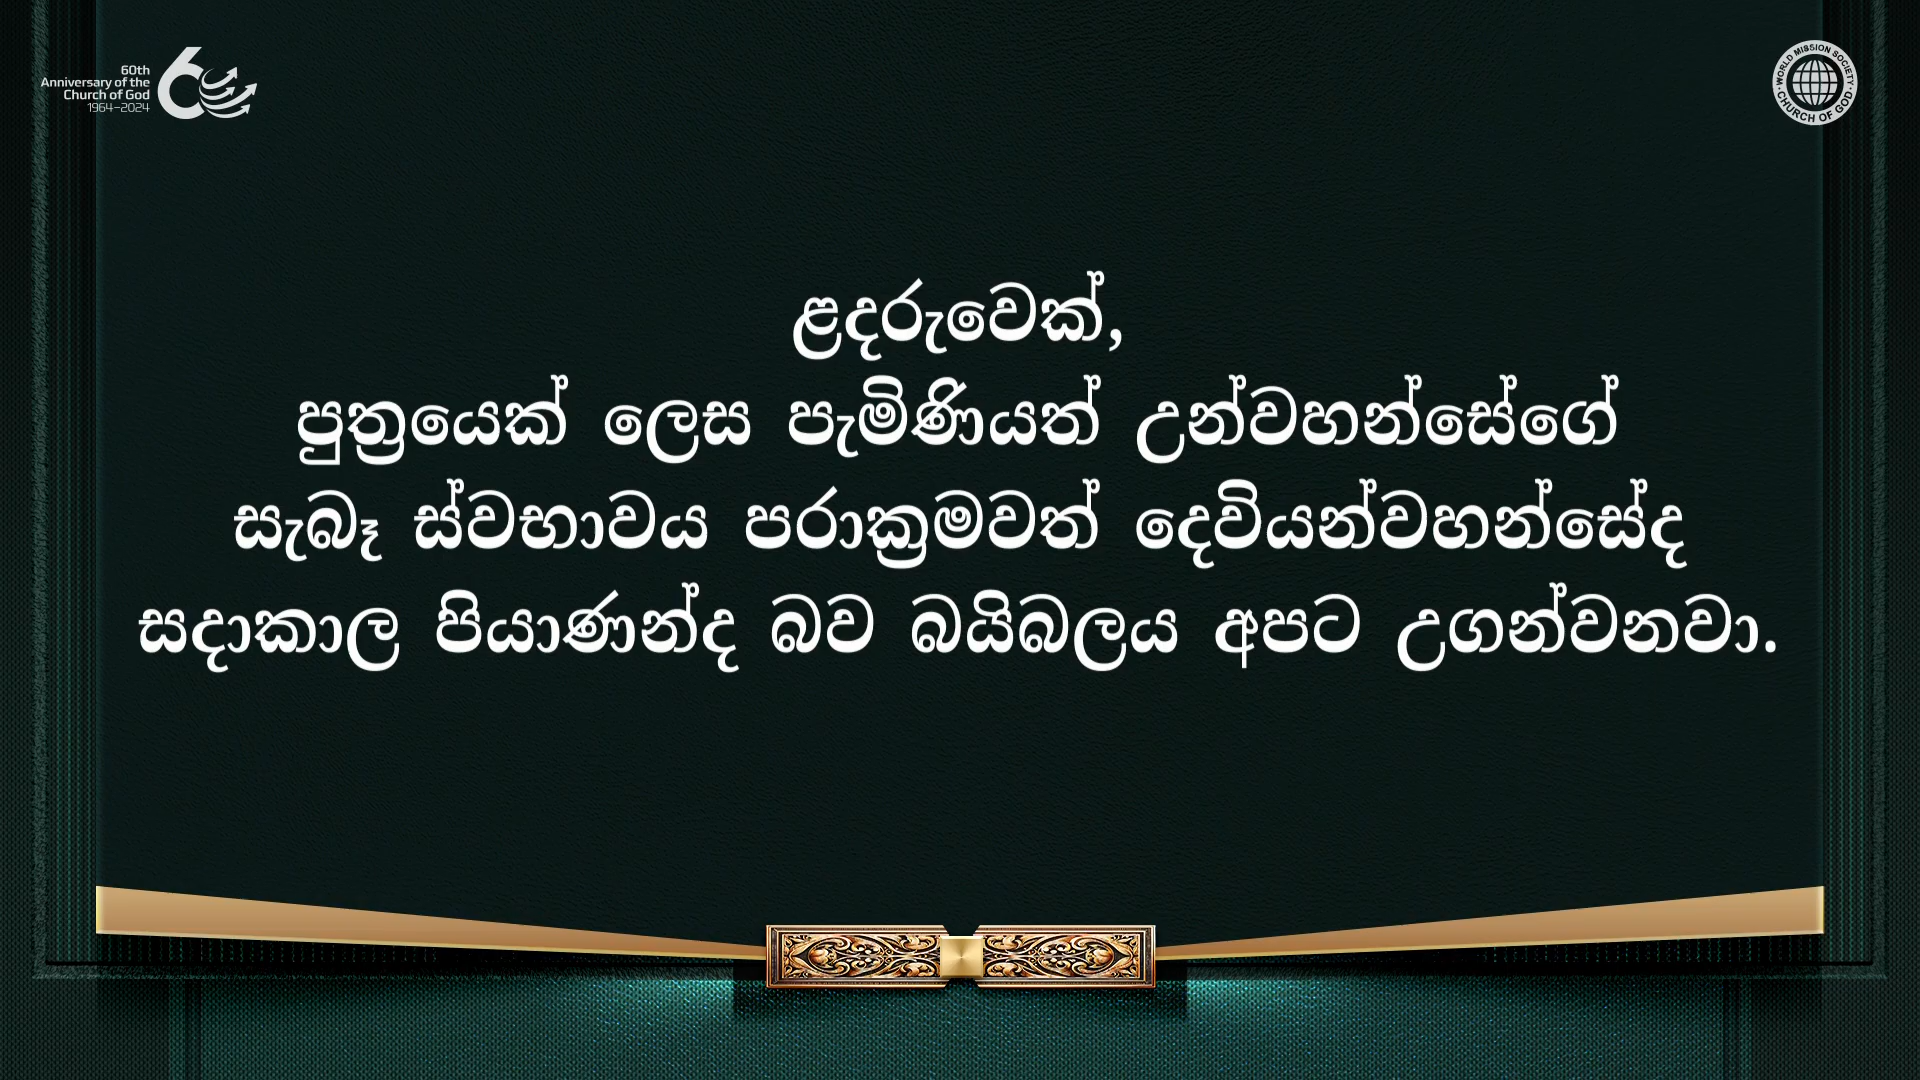 60th
Anniversary of the
Church of God
1964–2024
60
WORLD MISSION SOCIETY
CHURCH OF GOD
ළදරුවෙක්,
පුත්‍රයෙක් ලෙස පැමිණියත් උන්වහන්සේගේ
සැබෑ ස්වභාවය පරාක්‍රමවත් දෙවියන්වහන්සේද
සදාකාල පියාණන්ද බව බයිබලය අපට උගන්වනවා.